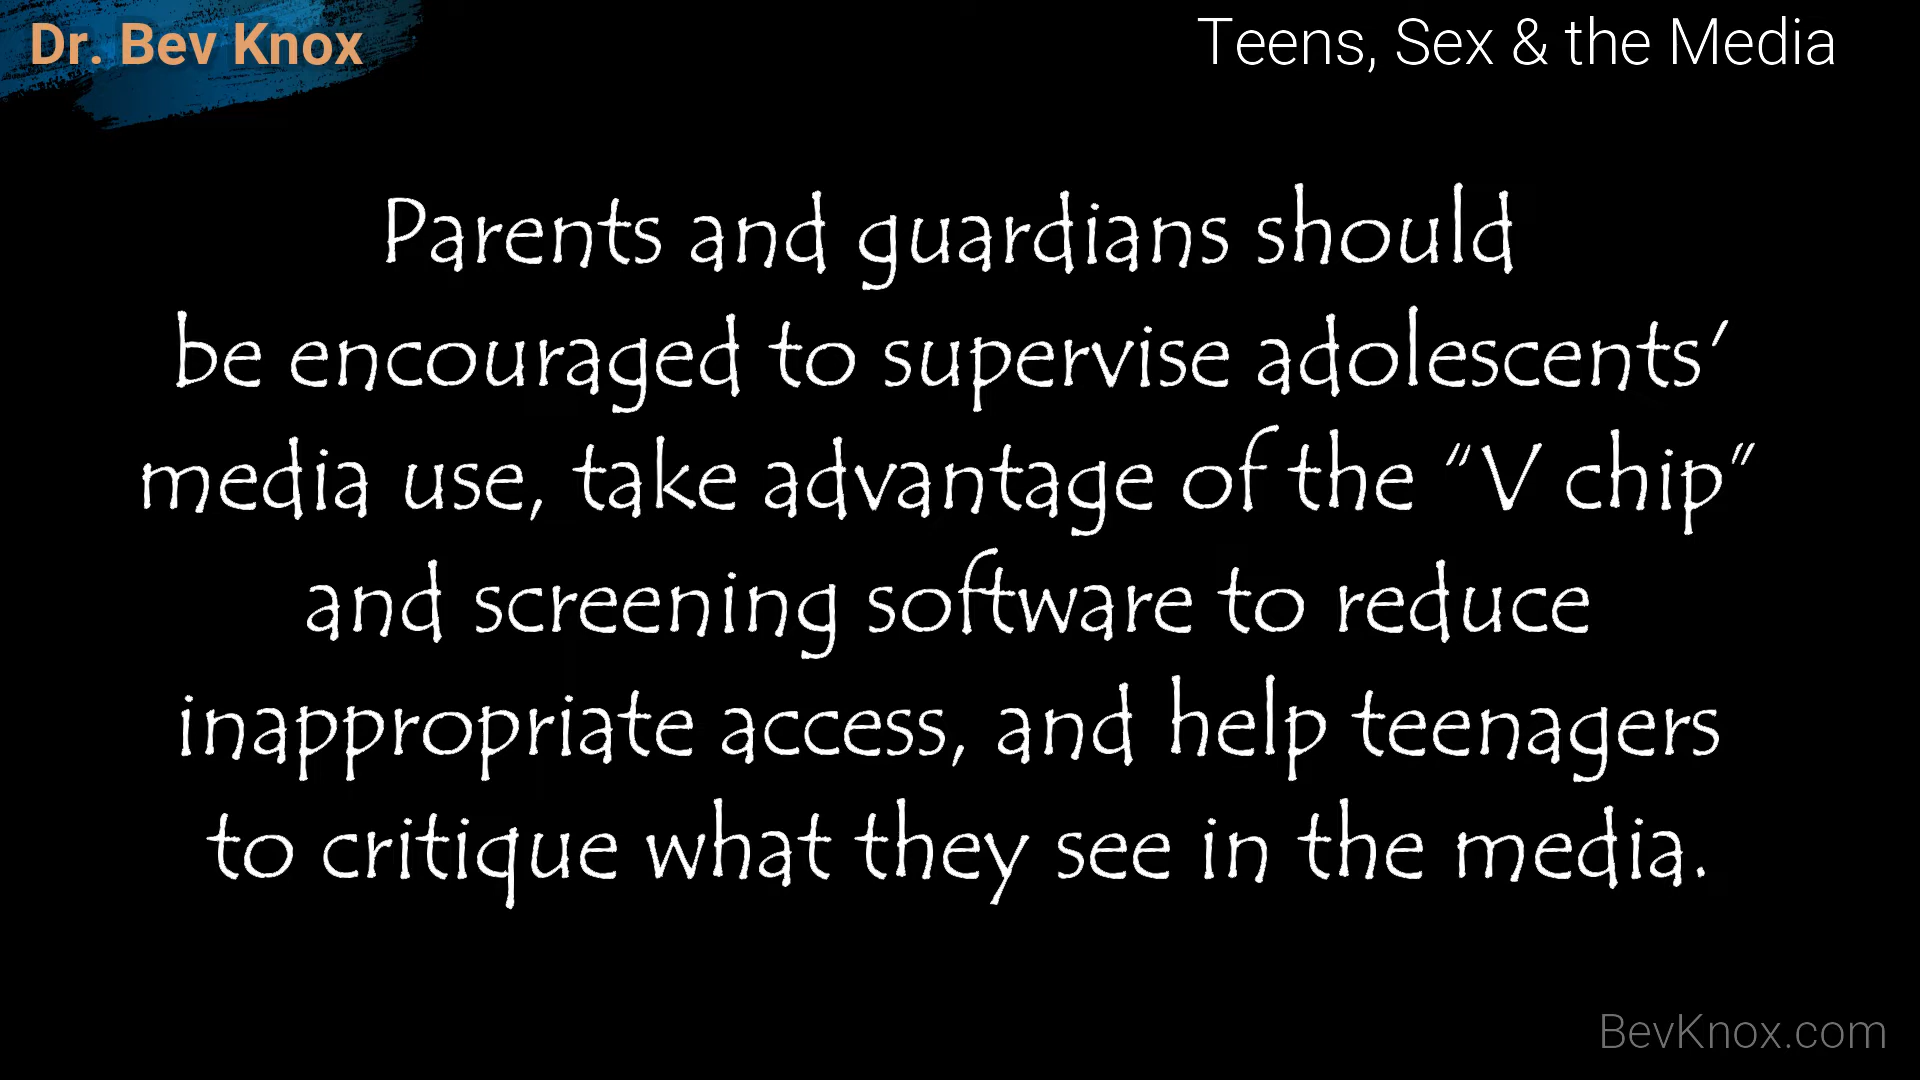 Dr. Bev Knox
Teens, Sex & the Media
Parents and guardians should
be encouraged to supervise adolescents’
media use, take advantage of the “V chip”
and screening software to reduce
inappropriate access, and help teenagers
to critique what they see in the media.
BevKnox.com